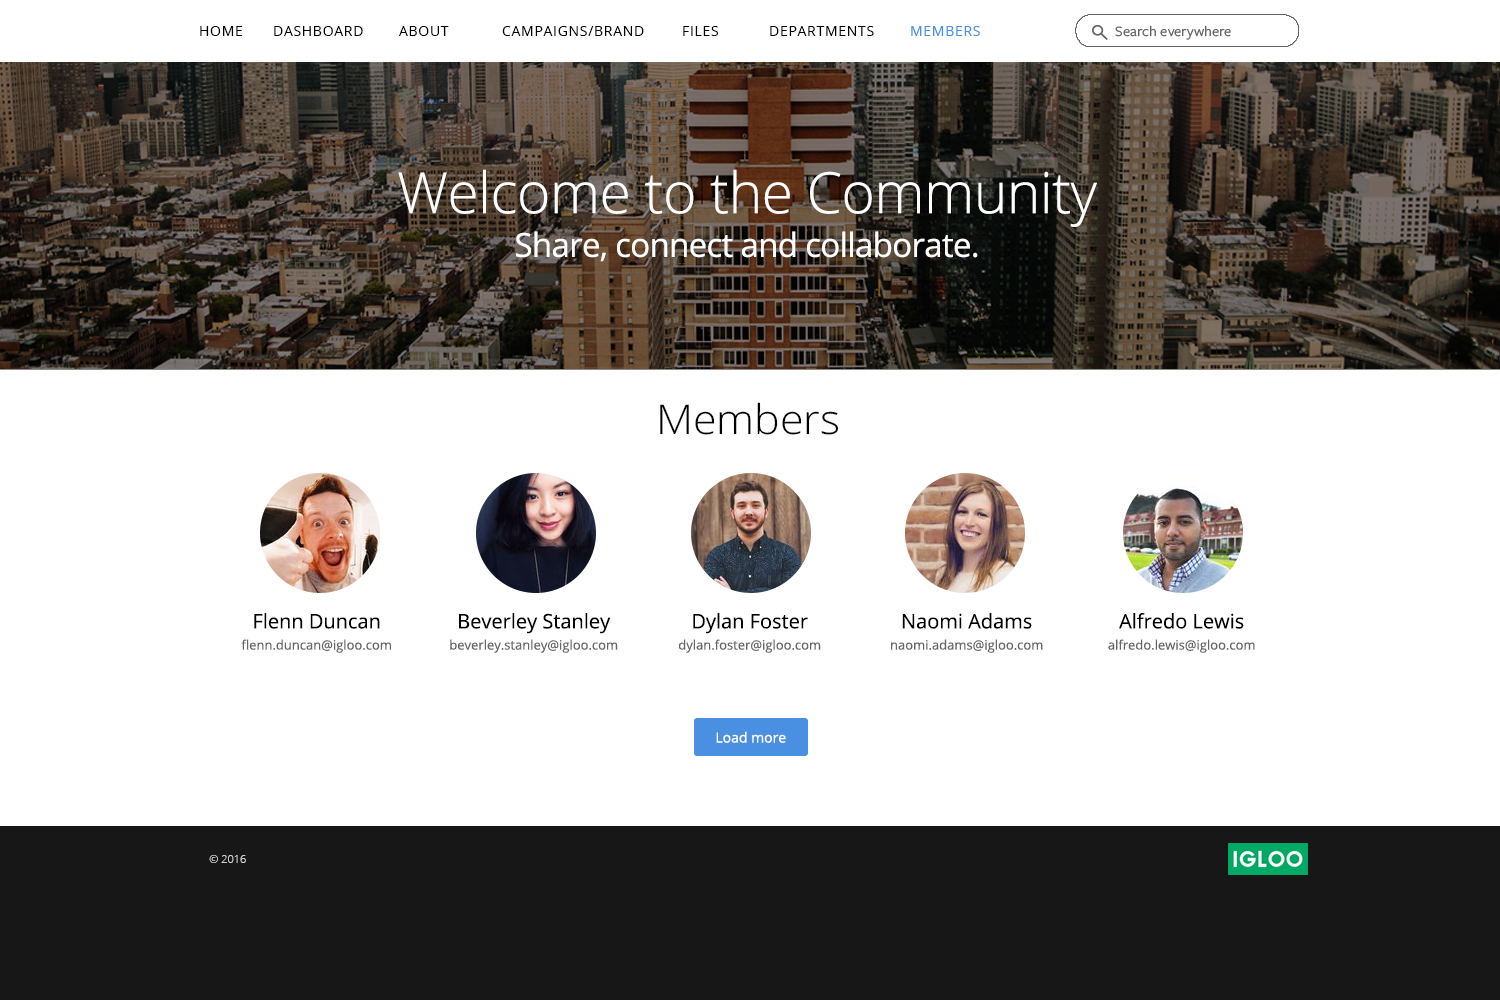 HOME DASHBOARD ABOUT CAMPAIGNS/BRAND FILES DEPARTMENTS MEMBERS Search everywhere
Welcome to the Community
Share, connect and collaborate.
Members
Flenn Duncan Beverley Stanley Dylan Foster Naomi Adams Alfredo Lewis
flenn.duncan@igloo.com beverley.stanley@igloo.com dylan.foster@igloo.com naomi.adams@igloo.com alfredo.lewis@igloo.com
Load more
© 2016 IGLOO